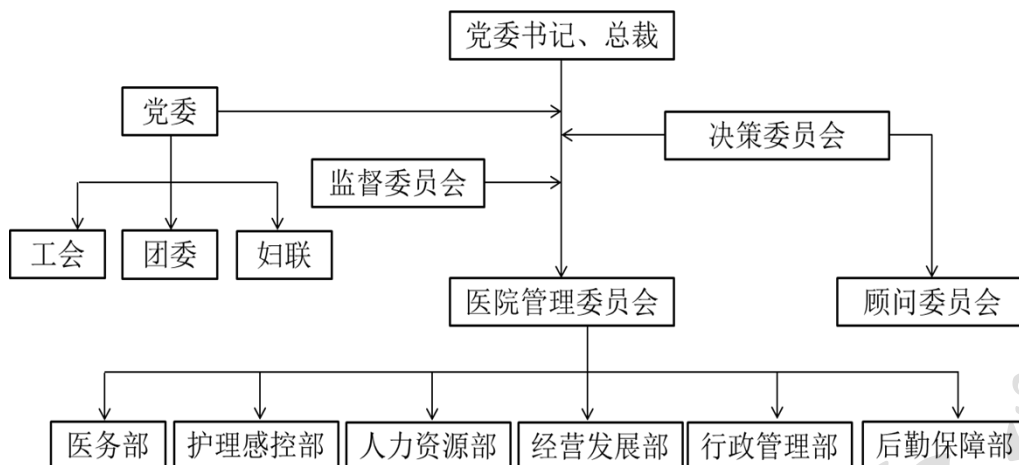 党委书记、总裁
党委
决策委员会
监督委员会
工会
团委
妇联
医院管理委员会
顾问委员会
医务部
护理感控部
人力资源部
经营发展部
行政管理部
后勤保障部